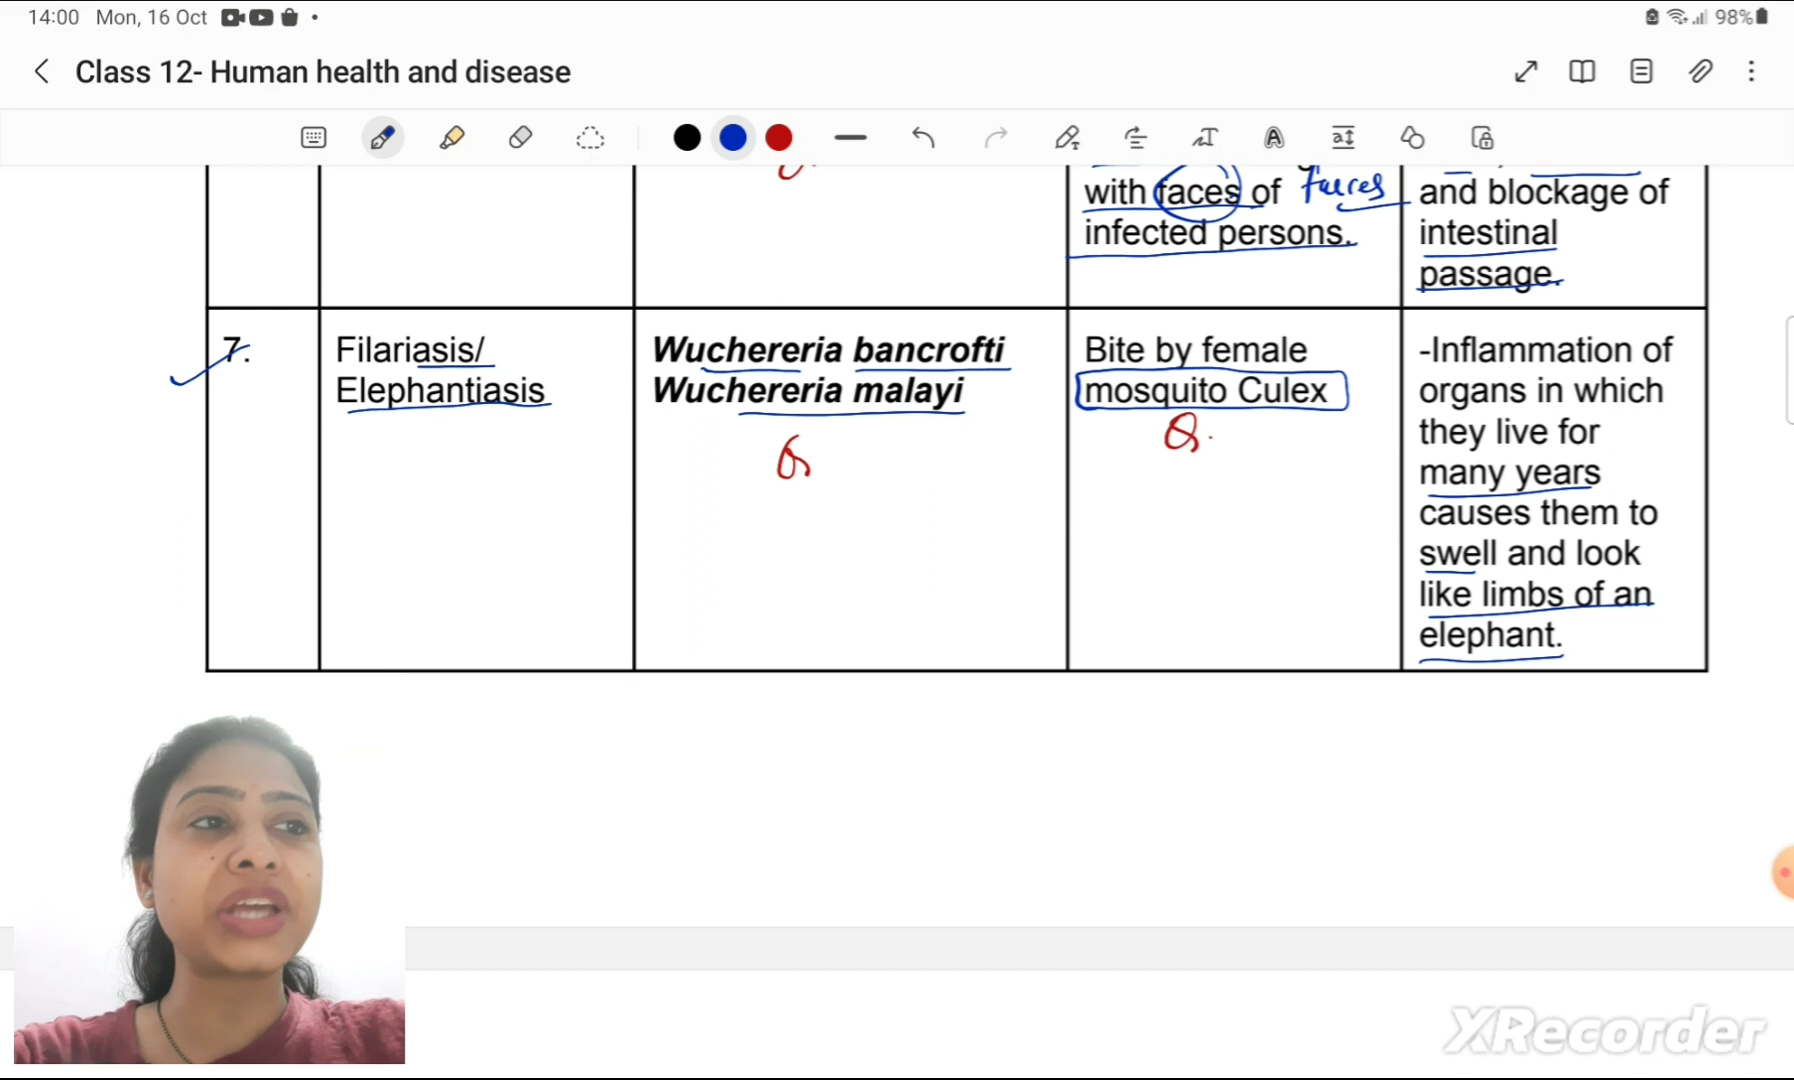 14:00 Mon, 16 Oct
98%
Class 12- Human health and disease
with faces of faeces
infected persons.
and blockage of
intestinal
passage.
7.
Filariasis/
Elephantiasis
Wuchereria bancrofti
Wuchereria malayi
Q
Bite by female
mosquito Culex
Q.
-Inflammation of
organs in which
they live for
many years
causes them to
swell and look
like limbs of an
elephant.
XRecorder